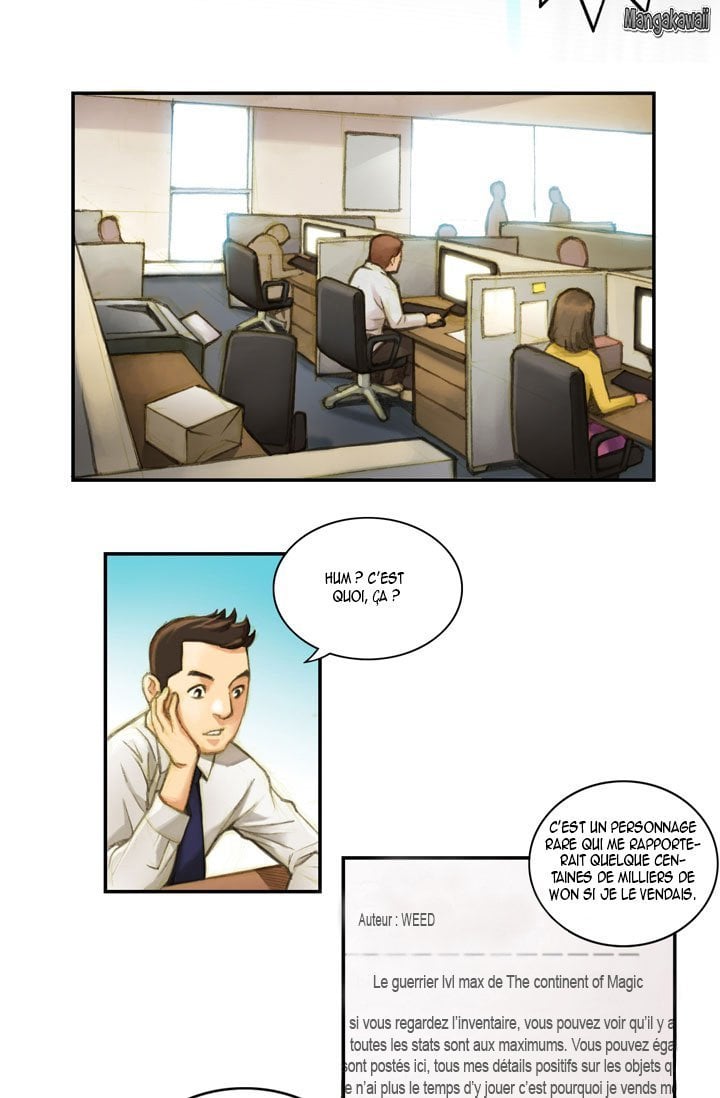 Mangakawaii
HUM ? C'EST
QUOI, ÇA ?
C'EST UN PERSONNAGE
RARE QUI ME RAPPORTE-
RAIT QUELQUE CEN-
TAINES DE MILLIERS DE
WON SI JE LE VENDAIS.
Auteur : WEED
Le guerrier lvl max de The continent of Magic
si vous regardez l'inventaire, vous pouvez voir qu'il y a
toutes les stats sont aux maximums. Vous pouvez éga
sont postés ici, tous mes détails positifs sur les objets q
e n'ai plus le temps d'y jouer c'est pourquoi je vends m